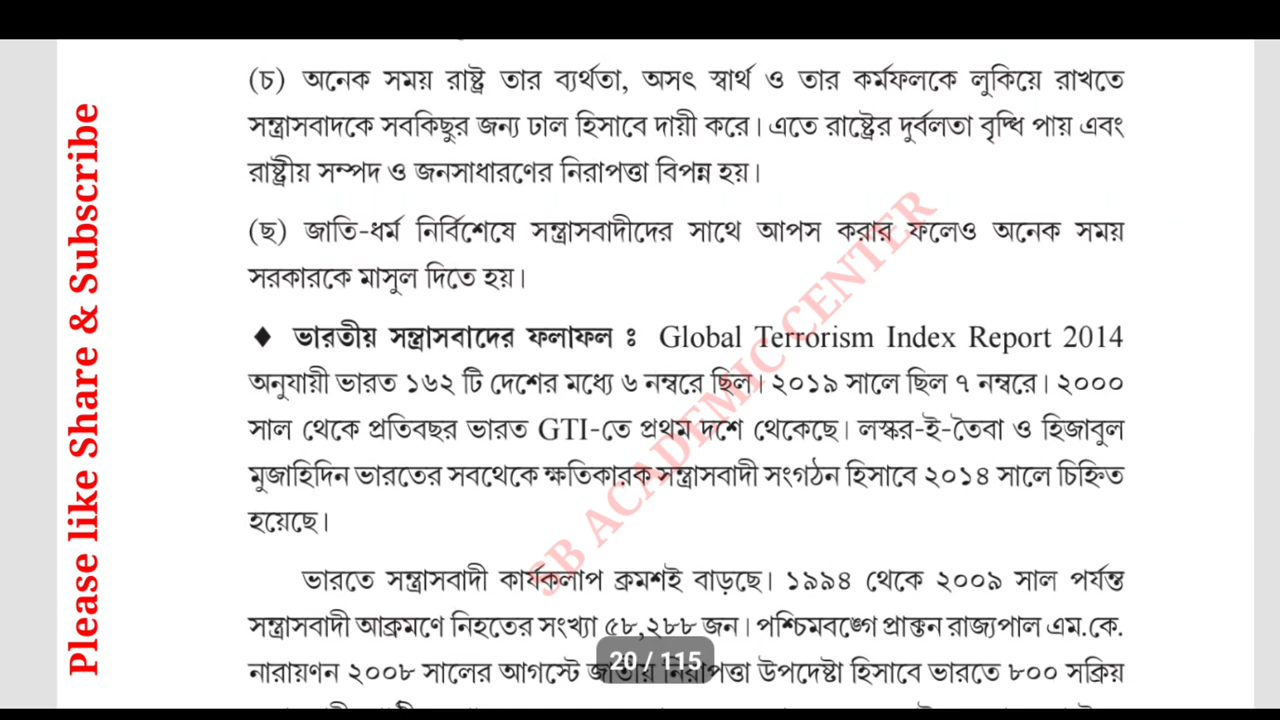 (চ) অনেক সময় রাষ্ট্র তার ব্যর্থতা, অসৎ স্বার্থ ও তার কর্মফলকে লুকিয়ে রাখতে
সন্ত্রাসবাদকে সবকিছুর জন্য ঢাল হিসাবে দায়ী করে। এতে রাষ্ট্রের দুর্বলতা বৃদ্ধি পায় এবং
রাষ্ট্রীয় সম্পদ ও জনসাধারণের নিরাপত্তা বিপন্ন হয়।
(ছ) জাতি-ধর্ম নির্বিশেষে সন্ত্রাসবাদীদের সাথে আপস করার ফলেও অনেক সময়
সরকারকে মাসুল দিতে হয়।
♦ ভারতীয় সন্ত্রাসবাদের ফলাফল ঃ Global Terrorism Index Report 2014
অনুযায়ী ভারত ১৬২ টি দেশের মধ্যে ৬ নম্বরে ছিল। ২০১৯ সালে ছিল ৭ নম্বরে। ২০০০
সাল থেকে প্রতিবছর ভারত GTI-তে প্রথম দশে থেকেছে। লস্কর-ই-তৈবা ও হিজাবুল
মুজাহিদিন ভারতের সবথেকে ক্ষতিকারক সন্ত্রাসবাদী সংগঠন হিসাবে ২০১৪ সালে চিহ্নিত
হয়েছে।
ভারতে সন্ত্রাসবাদী কার্যকলাপ ক্রমশই বাড়ছে। ১৯৯৪ থেকে ২০০৯ সাল পর্যন্ত
সন্ত্রাসবাদী আক্রমণে নিহতের সংখ্যা ৫৮,২৮৮ জন। পশ্চিমবঙ্গে প্রাক্তন রাজ্যপাল এম.কে.
নারায়ণন ২০০৮ সালের আগস্টে জাতীয় নিরাপত্তা উপদেষ্টা হিসাবে ভারতে ৮০০ সক্রিয়
20 / 115
Please like Share & Subscribe
SB ACADEMIC CENTER